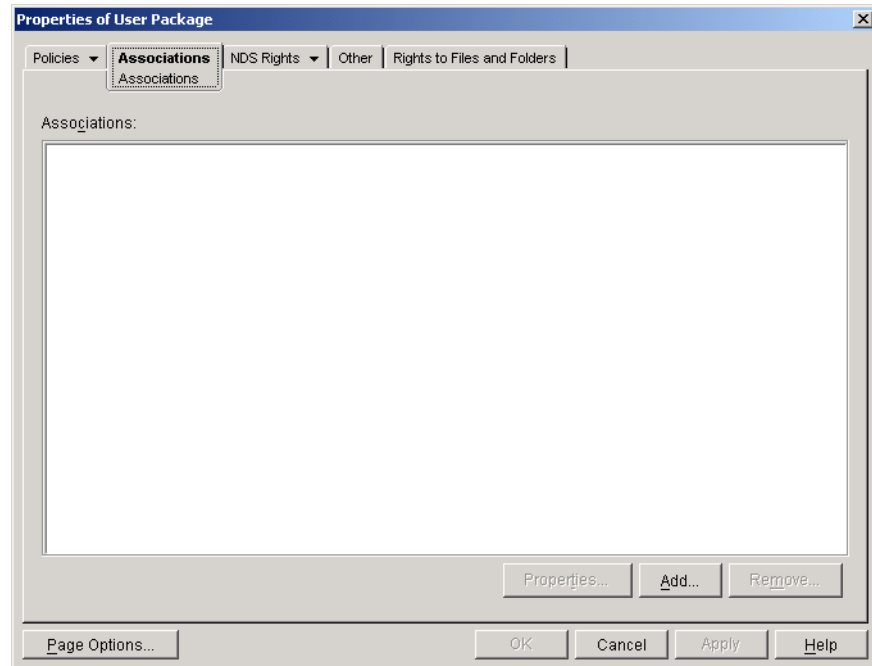 Properties of User Package
Policies Associations NDS Rights Other Rights to Files and Folders
Associations
Associations:
Properties... Add... Remove...
Page Options... OK Cancel Apply Help